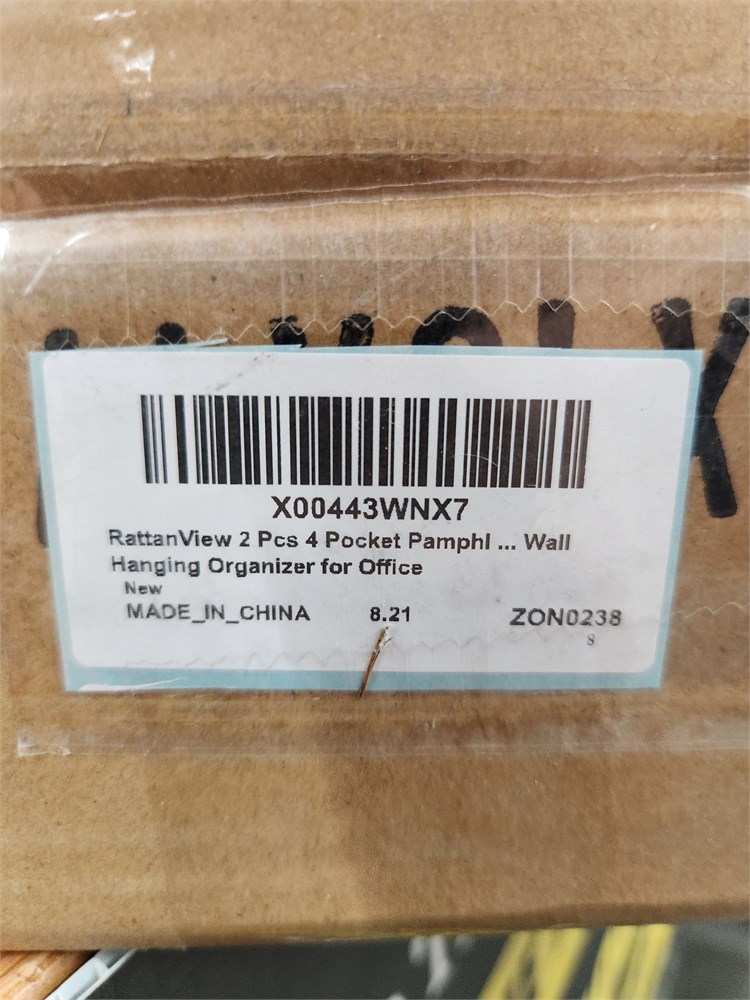 X00443WNX7
RattanView 2 Pcs 4 Pocket Pamphl ... Wall
Hanging Organizer for Office
New
MADE_IN_CHINA 8.21 ZON0238
8